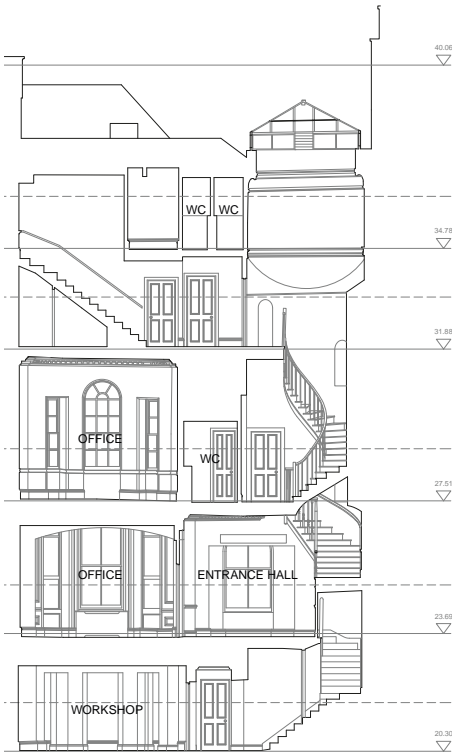 40.06
WC WC
34.78
31.88
OFFICE
WC
27.51
OFFICE ENTRANCE HALL
23.69
WORKSHOP
20.30